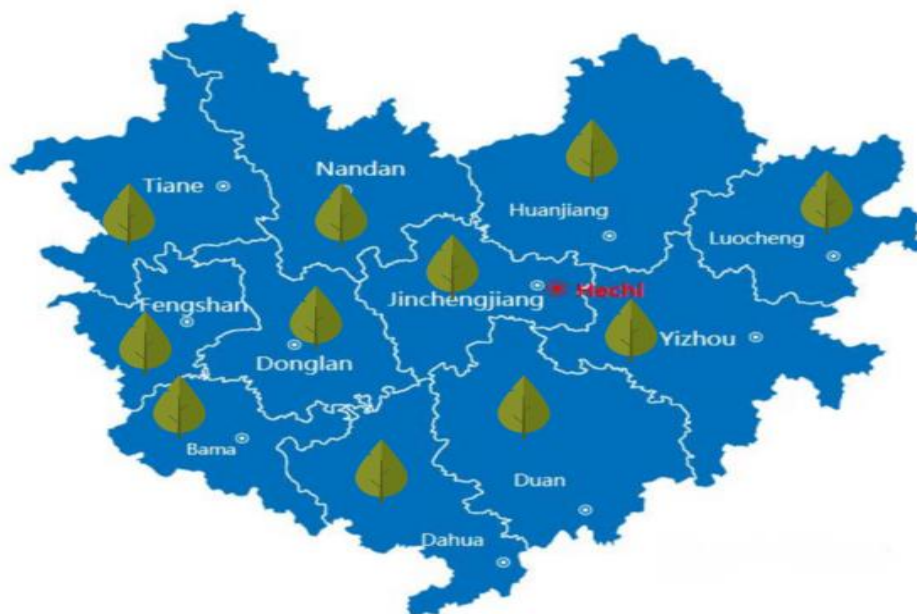 Nandan
Tiane
Huanjiang
Luocheng
Jinchengjiang
Hechi
Fengshan
Yizhou
Donglan
Bama
Duan
Dahua